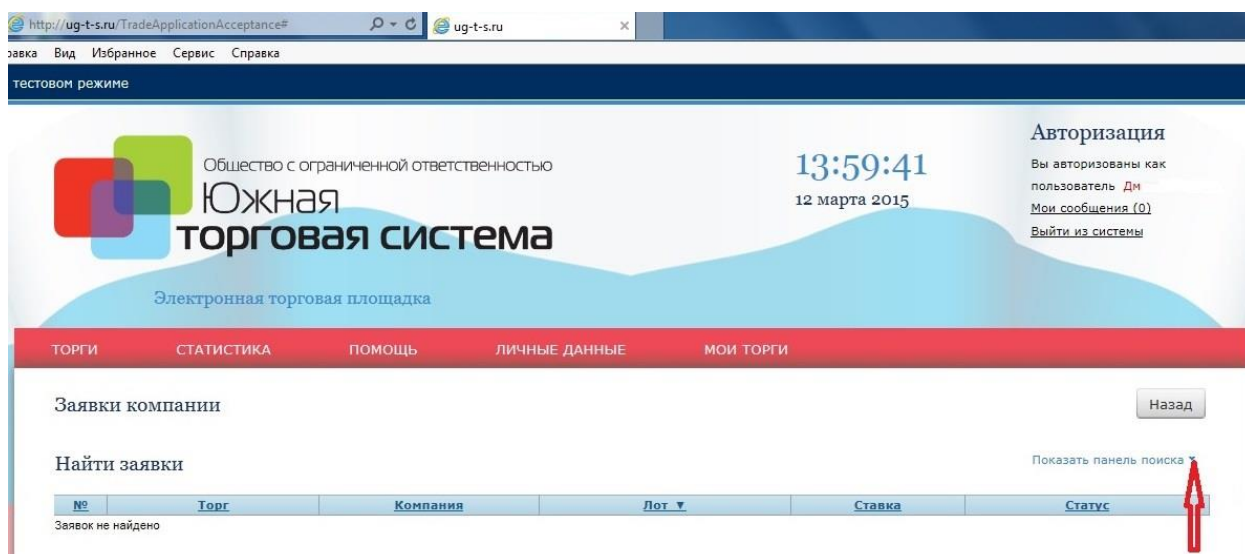 http://ug-t-s.ru/TradeApplicationAcceptance#
ug-t-s.ru
равка Вид Избранное Сервис Справка
тестовом режиме
Общество с ограниченной ответственностью
Южная
торговая система
Электронная торговая площадка
13:59:41
12 марта 2015
Авторизация
Вы авторизованы как
пользователь Дм
Мои сообщения (0)
Выйти из системы
ТОРГИ СТАТИСТИКА ПОМОЩЬ ЛИЧНЫЕ ДАННЫЕ МОИ ТОРГИ
Заявки компании
Назад
Найти заявки
Показать панель поиска
№ Торг Компания Лот ▼ Ставка Статус
Заявок не найдено